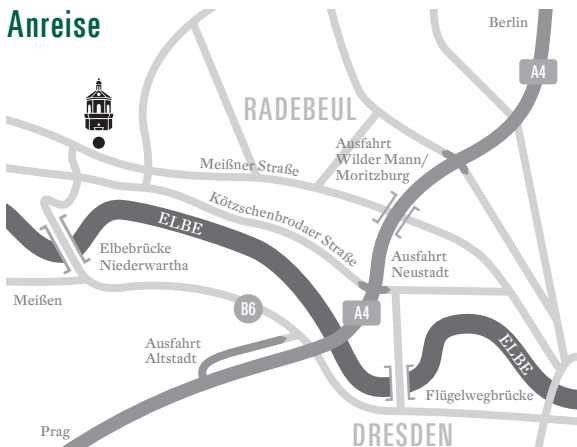 Anreise
Berlin
A4
RADEBEUL
Ausfahrt
Wilder Mann/
Moritzburg
Meißner Straße
Kötzschenbrodaer Straße
ELBE
Elbebrücke
Niederwartha
Ausfahrt
Neustadt
Meißen
B6
A4
Ausfahrt
Altstadt
ELBE
Flügelwegbrücke
Prag
DRESDEN